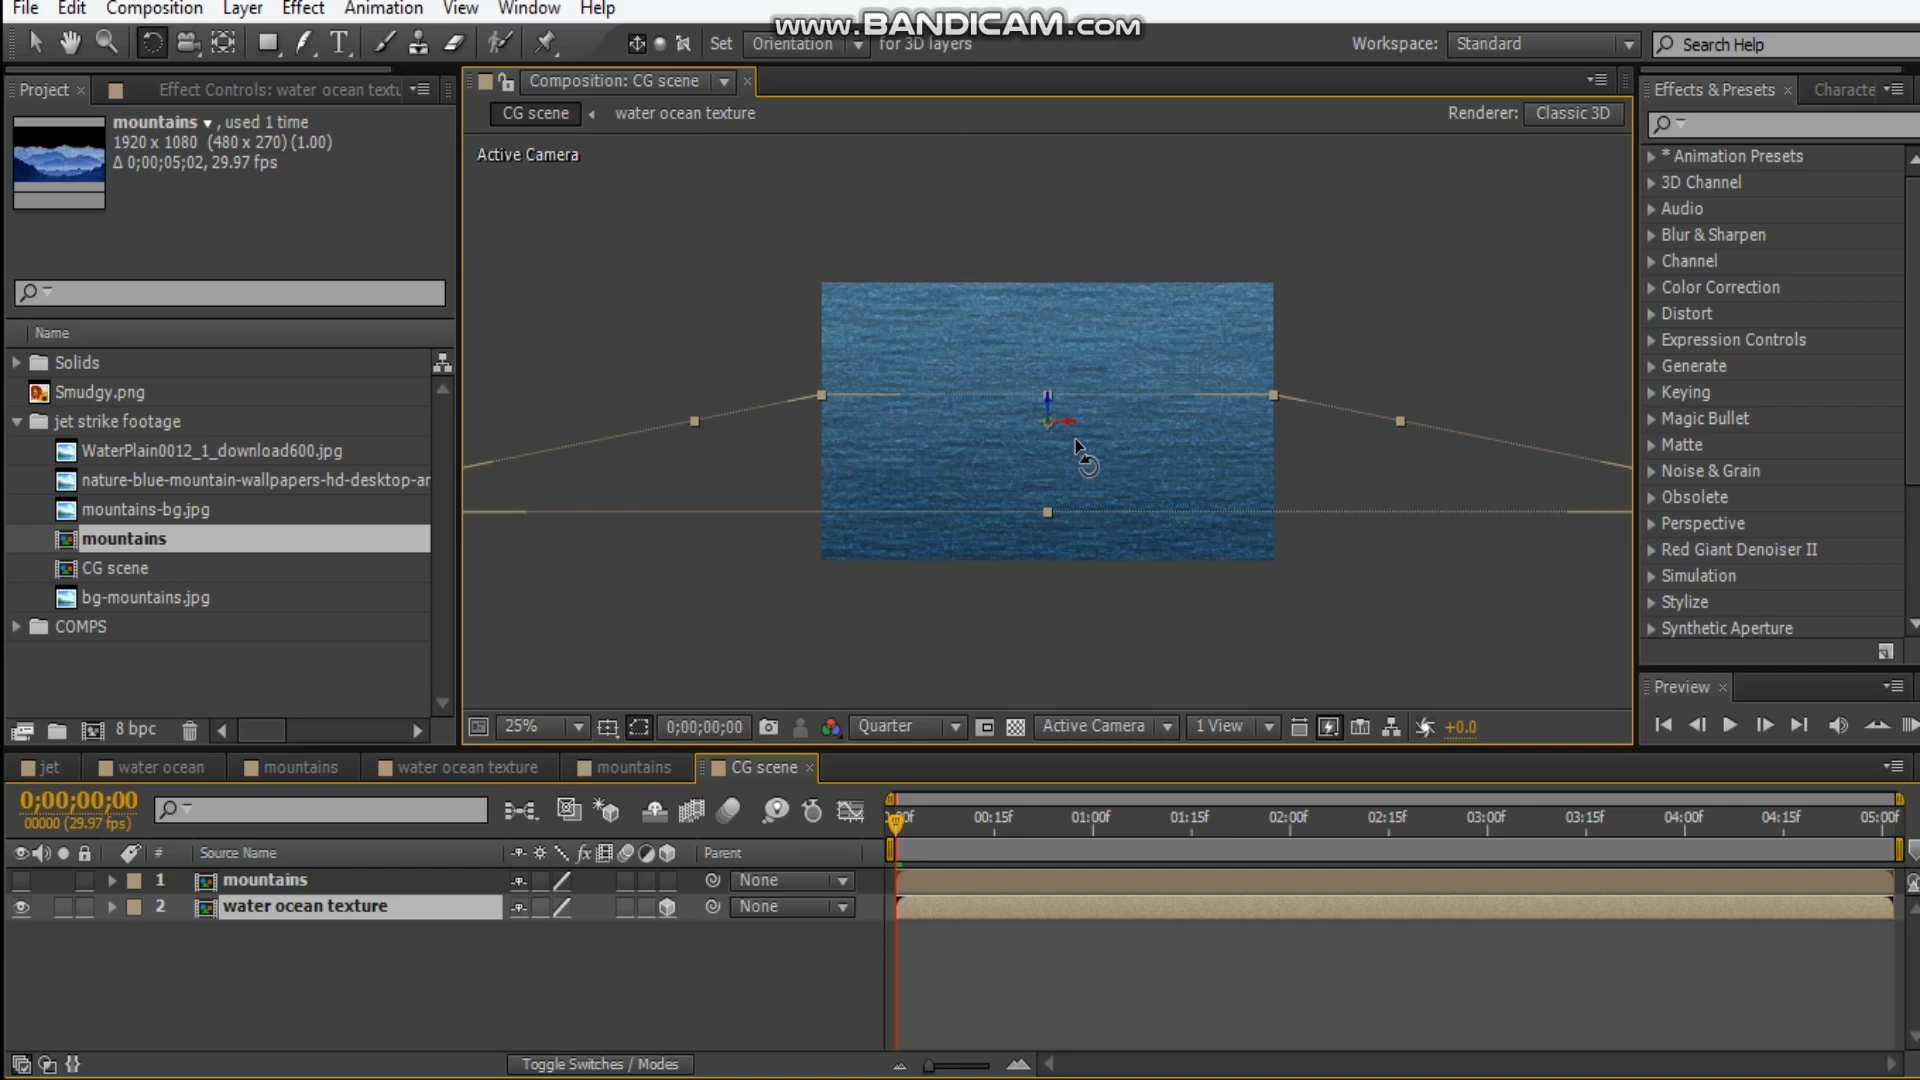 File Edit Composition Layer Effect Animation View Window Help
www.BANDICAM.com
Set Orientation for 3D layers
Workspace: Standard
Search Help
Project
Effect Controls: water ocean textu
mountains , used 1 time
1920 x 1080 (480 x 270) (1.00)
Δ 0;00;05;02, 29.97 fps
Name
Solids
Smudgy.png
jet strike footage
WaterPlain0012_1_download600.jpg
nature-blue-mountain-wallpapers-hd-desktop-ar
mountains-bg.jpg
mountains
CG scene
bg-mountains.jpg
COMPS
8 bpc
Composition: CG scene
CG scene water ocean texture
Renderer: Classic 3D
Active Camera
25% 0;00;00;00 Quarter Active Camera 1 View +0.0
Effects & Presets Characte
* Animation Presets
3D Channel
Audio
Blur & Sharpen
Channel
Color Correction
Distort
Expression Controls
Generate
Keying
Magic Bullet
Matte
Noise & Grain
Obsolete
Perspective
Red Giant Denoiser II
Simulation
Stylize
Synthetic Aperture
Preview
jet water ocean mountains water ocean texture mountains CG scene
0;00;00;00
00000 (29.97 fps)
00f 00:15f 01:00f 01:15f 02:00f 02:15f 03:00f 03:15f 04:00f 04:15f 05:00f
# Source Name fx Parent
1 mountains None
2 water ocean texture None
Toggle Switches / Modes